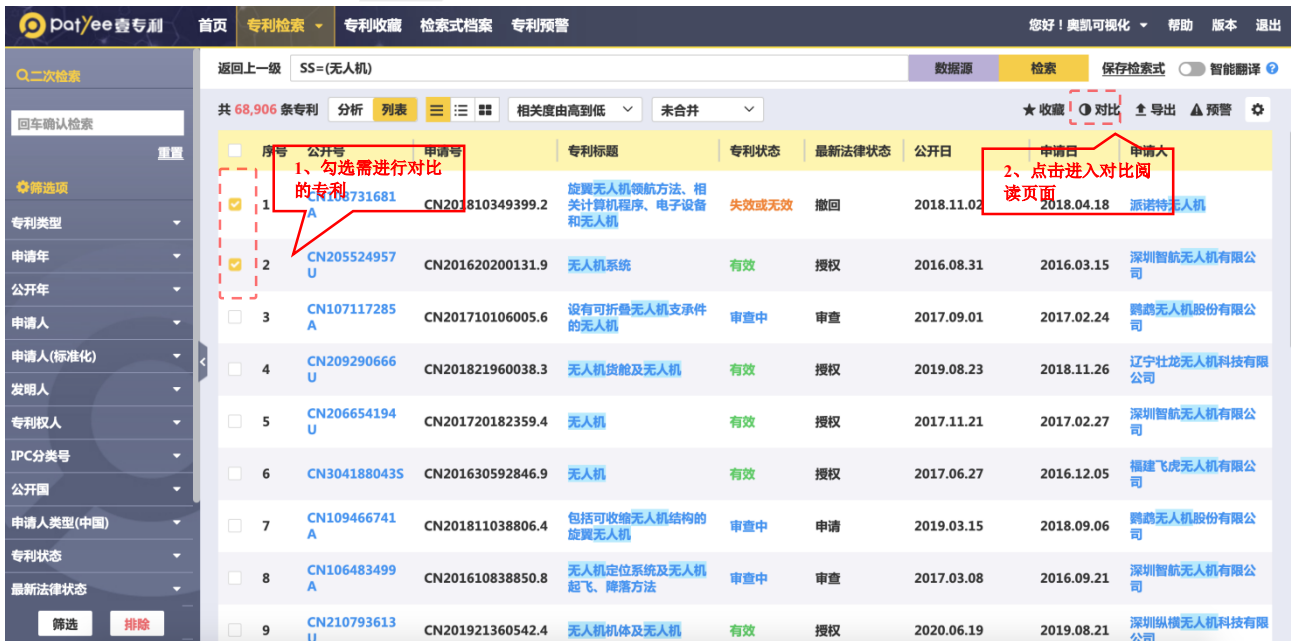 patyee壹专利 首页 专利检索 专利收藏 检索式档案 专利预警 您好！奥凯可视化 帮助 版本 退出
二次检索
回车确认检索
重置
筛选项
专利类型
申请年
公开年
申请人
申请人(标准化)
发明人
专利权人
IPC分类号
公开国
申请人类型(中国)
专利状态
最新法律状态
筛选 排除
返回上一级 SS=(无人机) 数据源 检索 保存检索式 智能翻译
共 68,906 条专利 分析 列表 相关度由高到低 未合并 收藏 对比 导出 预警
序号 公开号 申请号 专利标题 专利状态 最新法律状态 公开日 申请日 申请人
1、勾选需进行对比
的专利
2、点击进入对比阅
读页面
1 CN108731681
A
CN201810349399.2
旋翼无人机领航方法、相
关计算机程序、电子设备
和无人机
失效或无效 撤回 2018.11.02 2018.04.18 派诺特无人机
2 CN205524957
U
CN201620200131.9 无人机系统 有效 授权 2016.08.31 2016.03.15 深圳智航无人机有限公
司
3 CN107117285
A
CN201710106005.6 设有可折叠无人机支承件
的无人机
审查中 审查 2017.09.01 2017.02.24 鹦鹉无人机股份有限公
司
4 CN209290666
U
CN201821960038.3 无人机货舱及无人机 有效 授权 2019.08.23 2018.11.26 辽宁壮龙无人机科技有限
公司
5 CN206654194
U
CN201720182359.4 无人机 有效 授权 2017.11.21 2017.02.27 深圳智航无人机有限公
司
6 CN304188043S CN201630592846.9 无人机 有效 授权 2017.06.27 2016.12.05 福建飞虎无人机有限公
司
7 CN109466741
A
CN201811038806.4 包括可收缩无人机结构的
旋翼无人机
审查中 申请 2019.03.15 2018.09.06 鹦鹉无人机股份有限公
司
8 CN106483499
A
CN201610838850.8 无人机定位系统及无人机
起飞、降落方法
审查中 审查 2017.03.08 2016.09.21 深圳智航无人机有限公
司
9 CN210793613
U
CN201921360542.4 无人机机体及无人机 有效 授权 2020.06.19 2019.08.21 深圳纵横无人机科技有限
公司